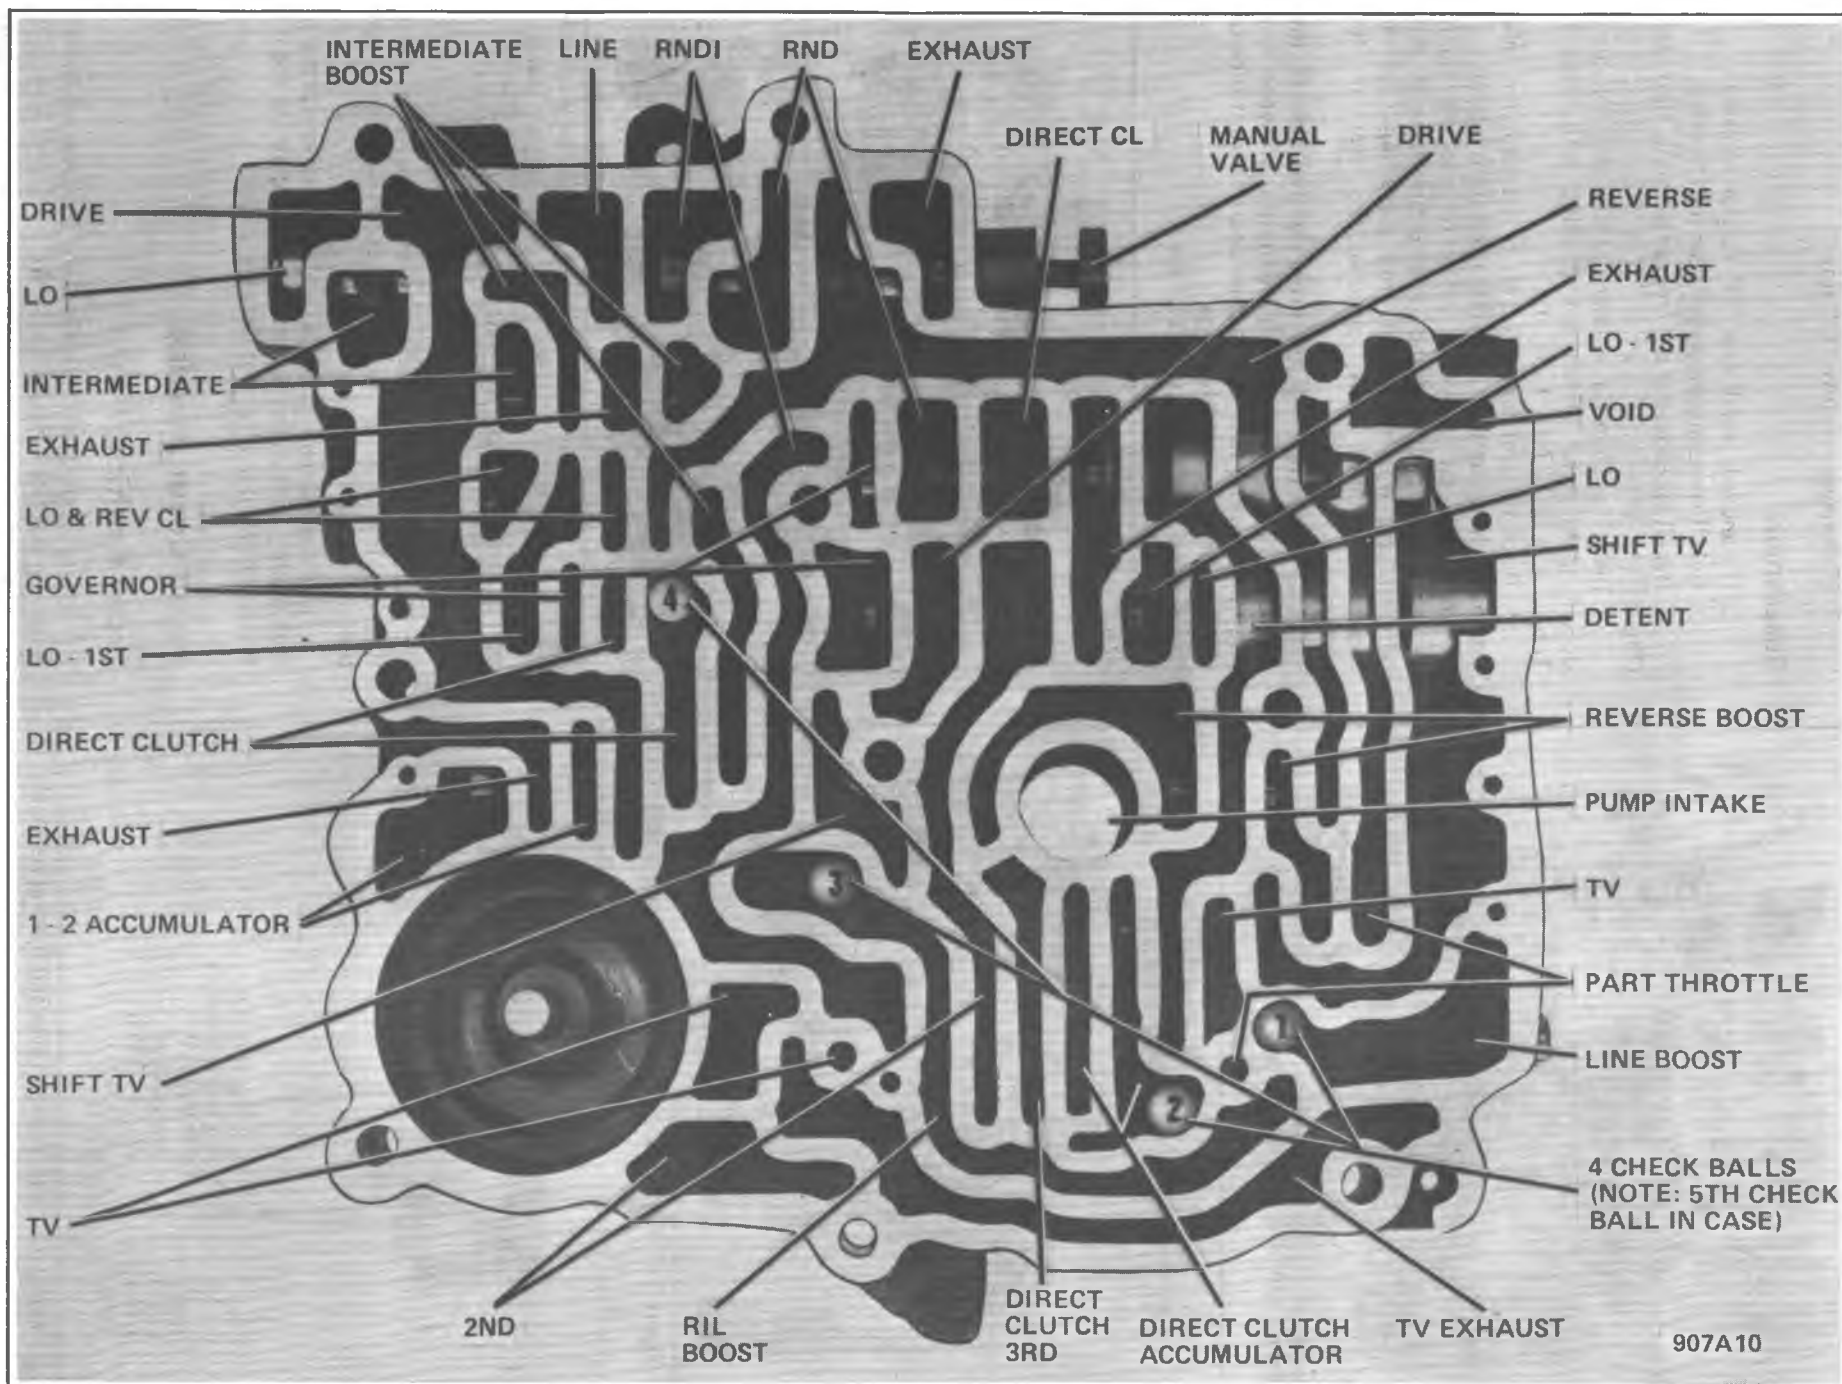 INTERMEDIATE
BOOST
LINE
RNDI
RND
EXHAUST
DIRECT CL
MANUAL
VALVE
DRIVE
DRIVE
LO
INTERMEDIATE
EXHAUST
LO & REV CL
GOVERNOR
LO - 1ST
DIRECT CLUTCH
EXHAUST
1 - 2 ACCUMULATOR
SHIFT TV
TV
REVERSE
EXHAUST
LO - 1ST
VOID
LO
SHIFT TV
DETENT
REVERSE BOOST
PUMP INTAKE
TV
PART THROTTLE
LINE BOOST
4 CHECK BALLS
(NOTE: 5TH CHECK
BALL IN CASE)
4
3
1
2
2ND
RIL
BOOST
DIRECT
CLUTCH
3RD
DIRECT CLUTCH
ACCUMULATOR
TV EXHAUST
907A10